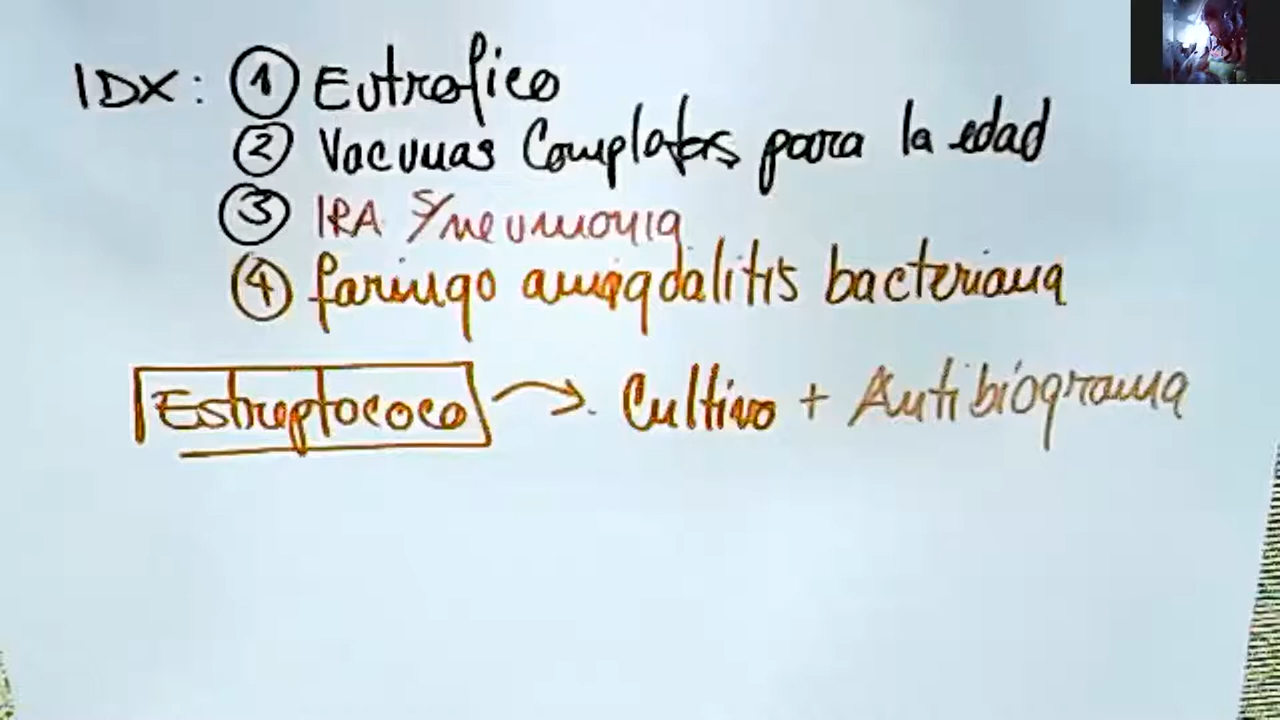 IDX: ① Eutrofico
② Vacunas Completas para la edad
③ IRA S/neumonia
④ faringo amigdalitis bacteriana
Estreptococo → Cultivo + Antibiograma